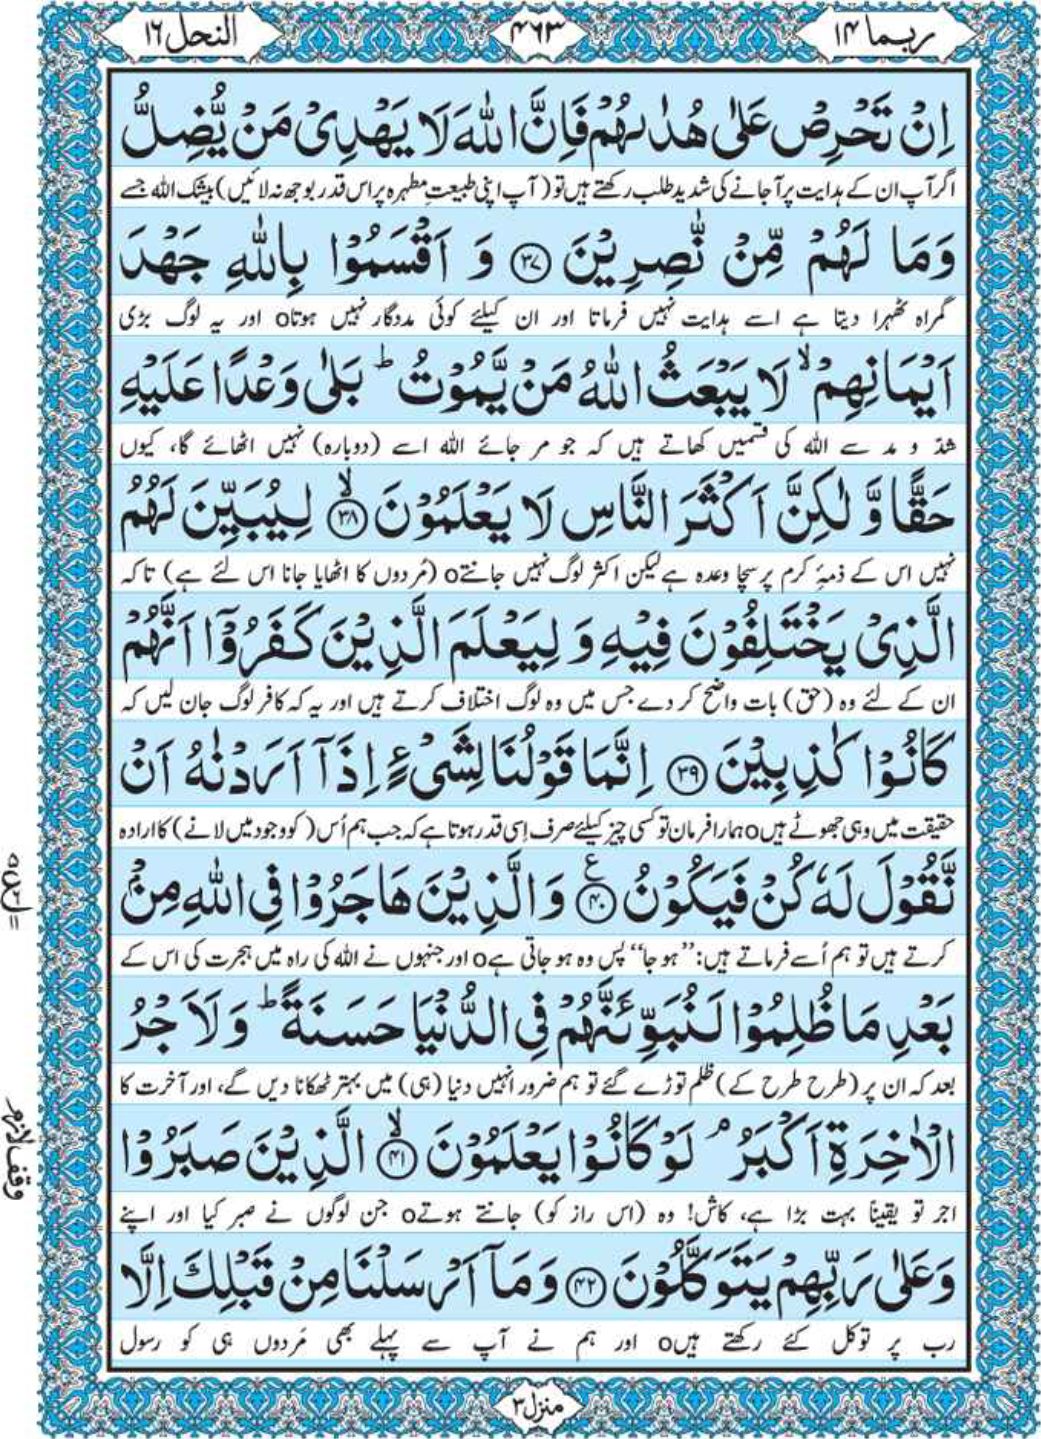 ربما ۱۴
۴۶۳
النحل ۱۶
اِنْ تَحْرِصْ عَلٰى هُدٰىهُمْ فَاِنَّ اللّٰهَ لَا يَهْدِىْ مَنْ يُّضِلُّ
اگر آپ ان کے ہدایت پر آ جانے کی شدید طلب رکھتے ہیں تو (آپ اپنی طبیعتِ مطہرہ پر اس قدر بوجھ نہ لائیں) بیشک اللہ جسے
وَمَا لَهُمْ مِّنْ نّٰصِرِيْنَ ﴿۳۷﴾ وَ اَقْسَمُوْا بِاللّٰهِ جَهْدَ
گمراہ ٹھہرا دیتا ہے اسے ہدایت نہیں فرماتا اور ان کیلئے کوئی مددگار نہیں ہوتاo اور یہ لوگ بڑی
اَيْمَانِهِمْ ۙ لَا يَبْعَثُ اللّٰهُ مَنْ يَّمُوْتُ ؕ بَلٰى وَعْدًا عَلَيْهِ
شدّ و مد سے اللہ کی قسمیں کھاتے ہیں کہ جو مر جائے اللہ اسے (دوبارہ) نہیں اٹھائے گا، کیوں
حَقًّا وَّ لٰكِنَّ اَكْثَرَ النَّاسِ لَا يَعْلَمُوْنَ ﴿ۙ۳۸﴾ لِيُبَيِّنَ لَهُمُ
نہیں اس کے ذمۂ کرم پر سچا وعدہ ہے لیکن اکثر لوگ نہیں جانتےo (مُردوں کا اٹھایا جانا اس لئے ہے) تاکہ
الَّذِىْ يَخْتَلِفُوْنَ فِيْهِ وَ لِيَعْلَمَ الَّذِيْنَ كَفَرُوْۤا اَنَّهُمْ
ان کے لئے وہ (حق) بات واضح کر دے جس میں وہ لوگ اختلاف کرتے ہیں اور یہ کہ کافر لوگ جان لیں کہ
كَانُوْا كٰذِبِيْنَ ﴿۳۹﴾ اِنَّمَا قَوْلُنَا لِشَىْءٍ اِذَاۤ اَرَدْنٰهُ اَنْ
حقیقت میں وہی جھوٹے ہیںo ہمارا فرمان تو کسی چیز کیلئے صرف اِسی قدر ہوتا ہے کہ جب ہم اُس (کو وجود میں لانے) کا ارادہ
نَّقُوْلَ لَهٗ كُنْ فَيَكُوْنُ ﴿۴۰﴾ ع وَ الَّذِيْنَ هَاجَرُوْا فِى اللّٰهِ مِنْۢ
کرتے ہیں تو ہم اُسے فرماتے ہیں: ’’ہو جا‘‘ پس وہ ہو جاتی ہےo اور جنہوں نے اللہ کی راہ میں ہجرت کی اس کے
بَعْدِ مَا ظُلِمُوْا لَنُبَوِّئَنَّهُمْ فِى الدُّنْيَا حَسَنَةً ؕ وَ لَاَجْرُ
بعد کہ ان پر (طرح طرح کے) ظلم توڑے گئے تو ہم ضرور انہیں دنیا (ہی) میں بہتر ٹھکانا دیں گے، اور آخرت کا
الْاٰخِرَةِ اَكْبَرُ ۘ لَوْ كَانُوْا يَعْلَمُوْنَ ﴿ۙ۴۱﴾ الَّذِيْنَ صَبَرُوْا
اجر تو یقیناً بہت بڑا ہے، کاش! وہ (اس راز کو) جانتے ہوتےo جن لوگوں نے صبر کیا اور اپنے
وَعَلٰى رَبِّهِمْ يَتَوَكَّلُوْنَ ﴿۴۲﴾ وَ مَاۤ اَرْسَلْنَا مِنْ قَبْلِكَ اِلَّا
رب پر توکل کئے رکھتے ہیںo اور ہم نے آپ سے پہلے بھی مَردوں ہی کو رسول
وقف لازم
منزل ۳